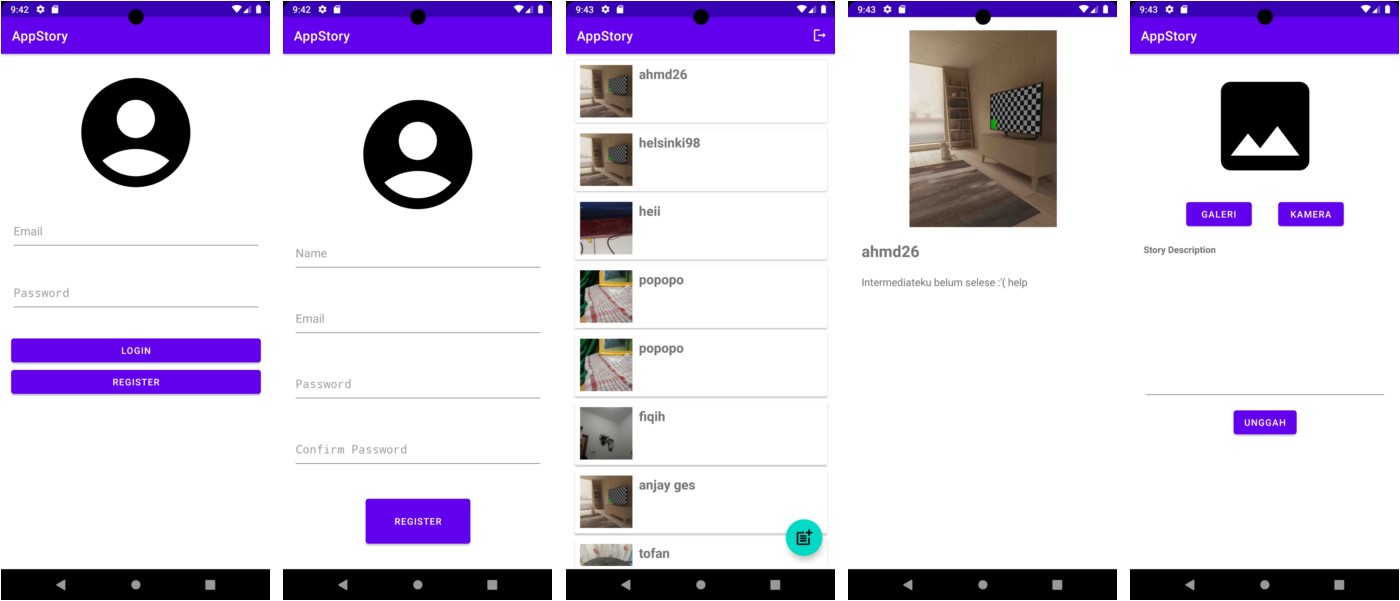 9:42
AppStory
Email
Password
LOGIN
REGISTER
9:42
AppStory
Name
Email
Password
Confirm Password
REGISTER
9:43
AppStory
ahmd26
helsinki98
heii
popopo
popopo
fiqih
anjay ges
tofan
9:43
ahmd26
Intermediateku belum selese :'( help
9:43
AppStory
GALERI
KAMERA
Story Description
UNGGAH